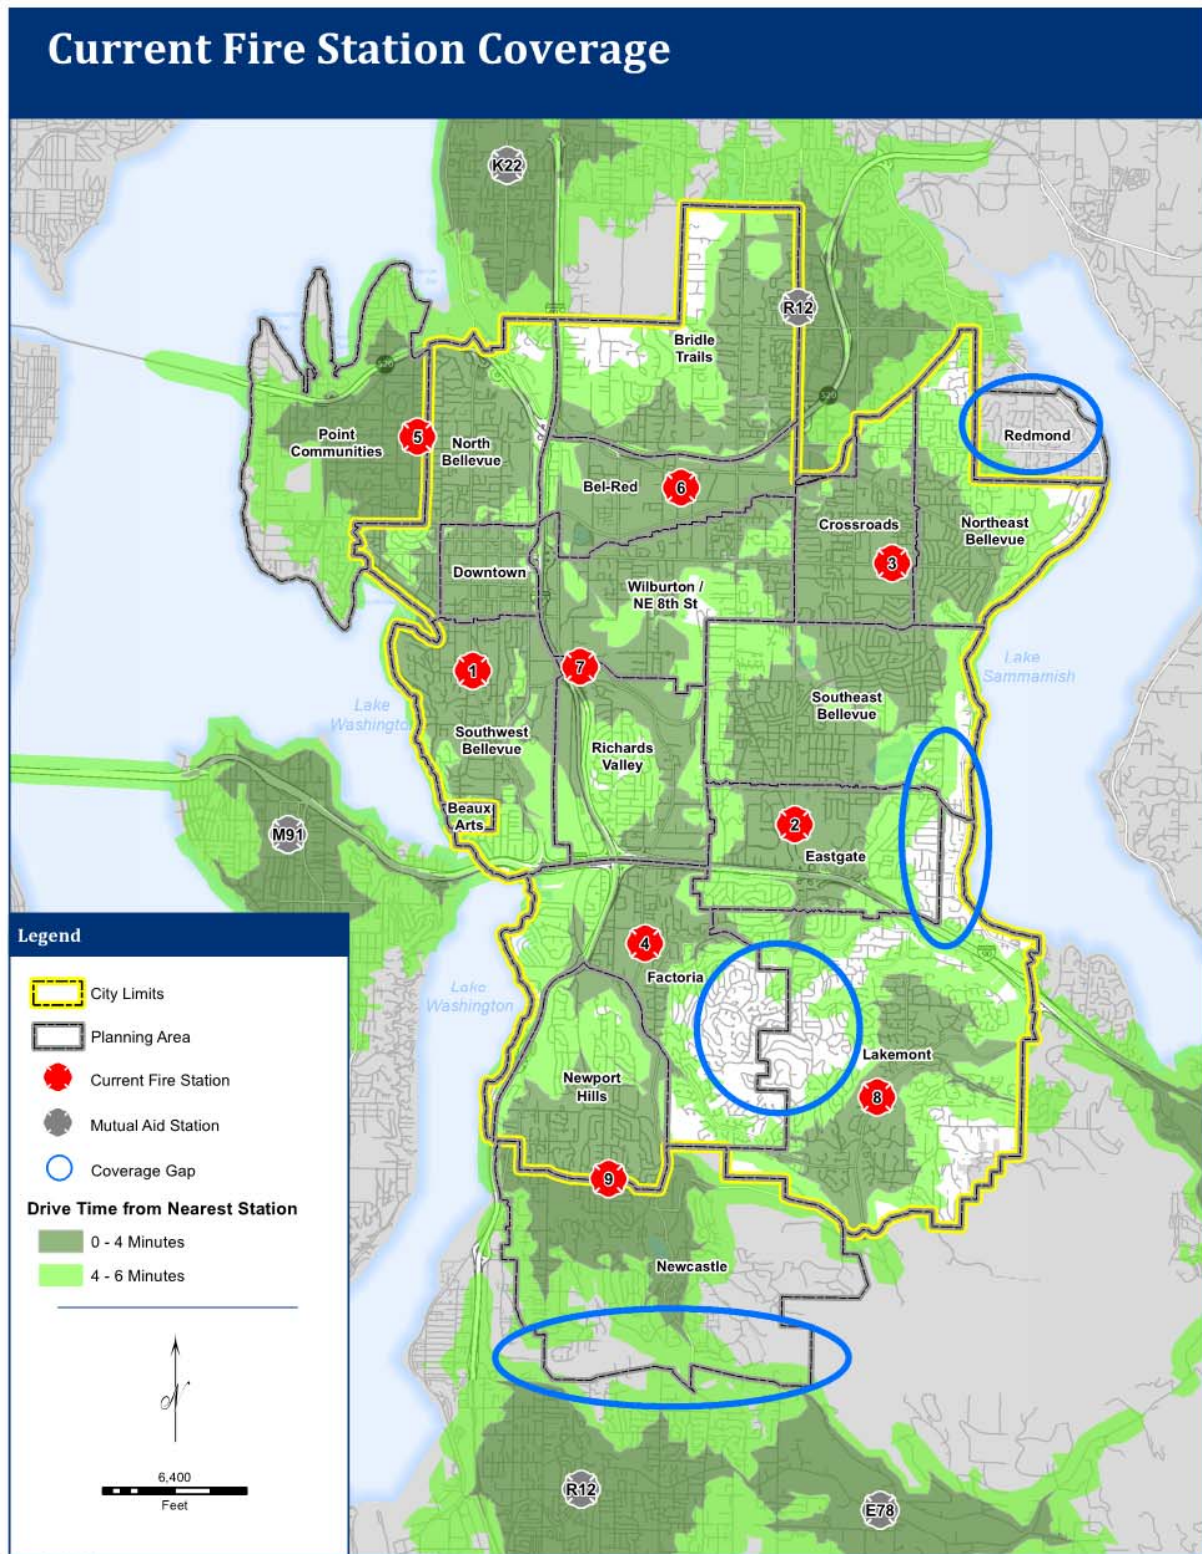 Current Fire Station Coverage
K22
R12
Bridle
Trails
520
520
Redmond
Point
Communities
5
North
Bellevue
Bel-Red
6
Crossroads
Northeast
Bellevue
3
Downtown
Wilburton /
NE 8th St
1
7
Lake
Sammamish
Lake
Washington
Southeast
Bellevue
Southwest
Bellevue
Richards
Valley
Beaux
Arts
M91
2
Eastgate
4
Factoria
90
Lake
Washington
Lakemont
Newport
Hills
8
9
Newcastle
R12
E78
Legend
City Limits
Planning Area
Current Fire Station
Mutual Aid Station
Coverage Gap
Drive Time from Nearest Station
0 - 4 Minutes
4 - 6 Minutes
N
6,400
Feet